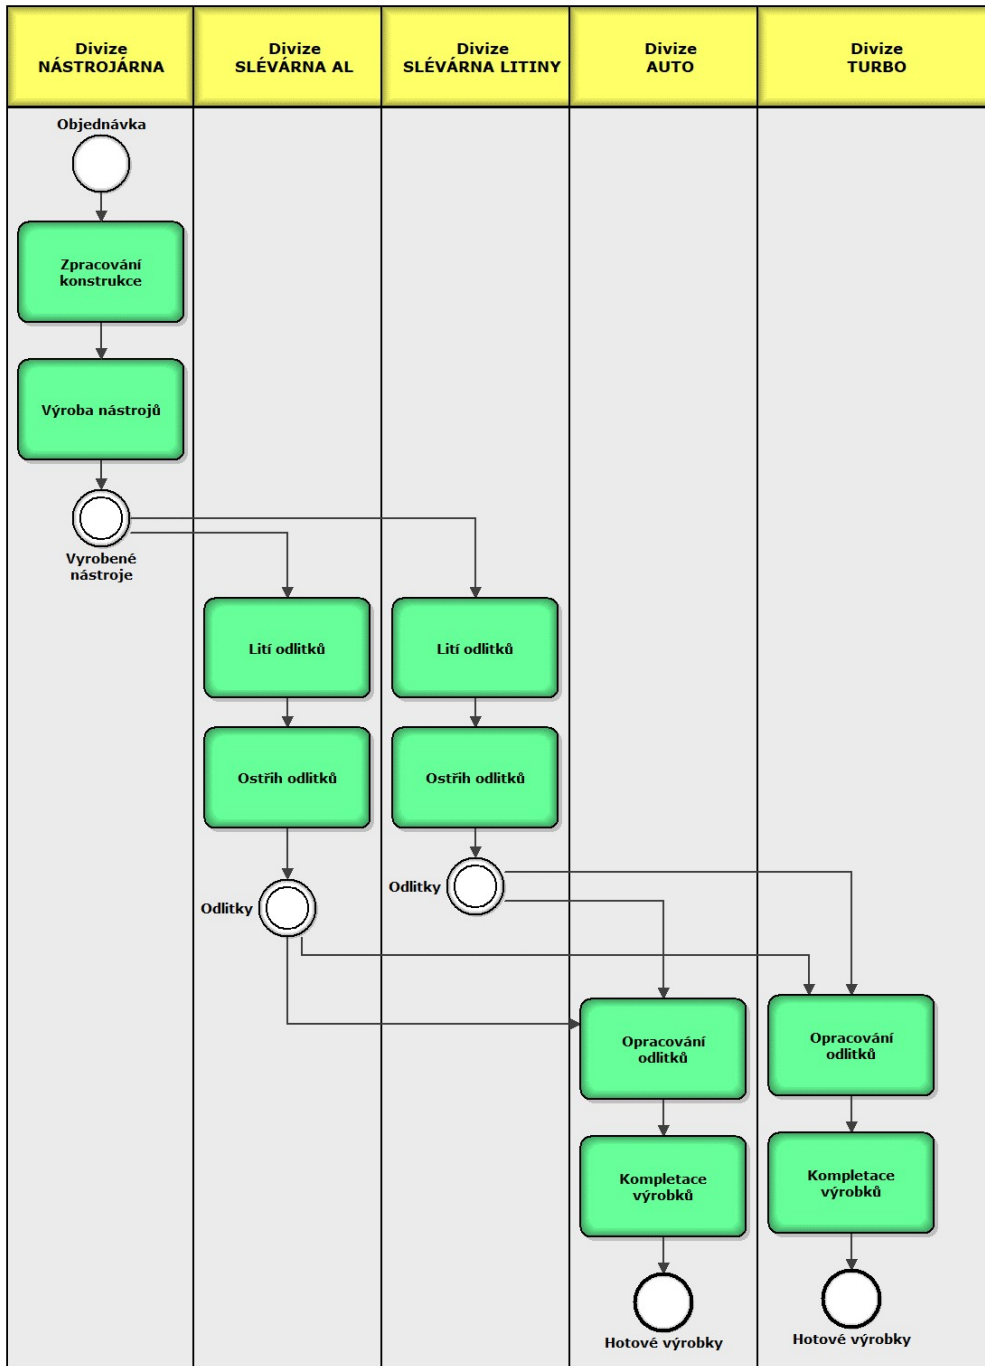 Divize
NÁSTROJÁRNA
Divize
SLÉVÁRNA AL
Divize
SLÉVÁRNA LITINY
Divize
AUTO
Divize
TURBO
Objednávka
Zpracování
konstrukce
Výroba nástrojů
Vyrobené
nástroje
Lití odlitků
Lití odlitků
Ostřih odlitků
Ostřih odlitků
Odlitky
Odlitky
Opracování
odlitků
Opracování
odlitků
Kompletace
výrobků
Kompletace
výrobků
Hotové výrobky
Hotové výrobky